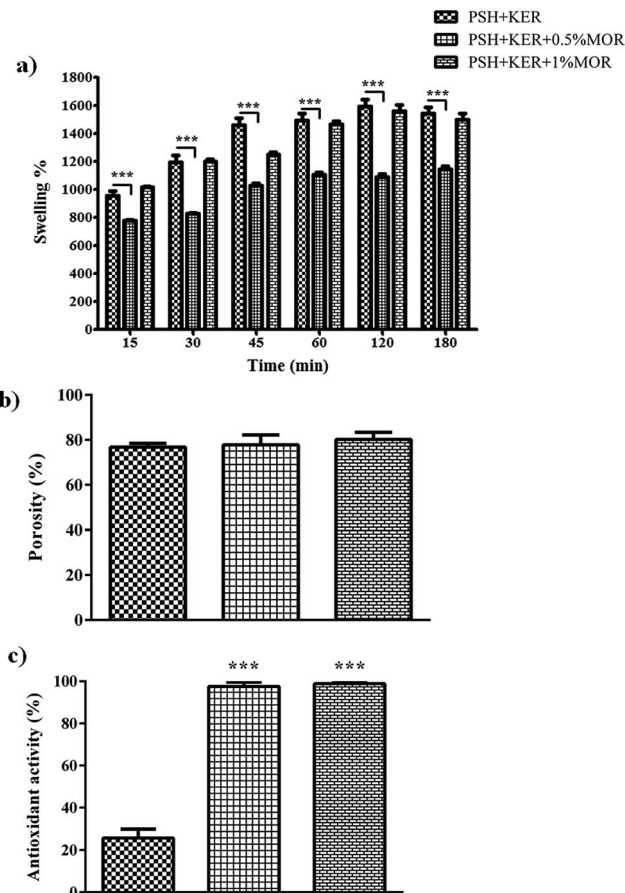 PSH+KER
PSH+KER+0.5%MOR
PSH+KER+1%MOR
a)
Swelling %
1800
1600
1400
1200
1000
800
600
400
200
0
*** *** *** *** *** ***
15 30 45 60 120 180
Time (min)
b)
Porosity (%)
100
80
60
40
20
0
c)
Antioxidant activity (%)
100
80
60
40
20
0
*** ***